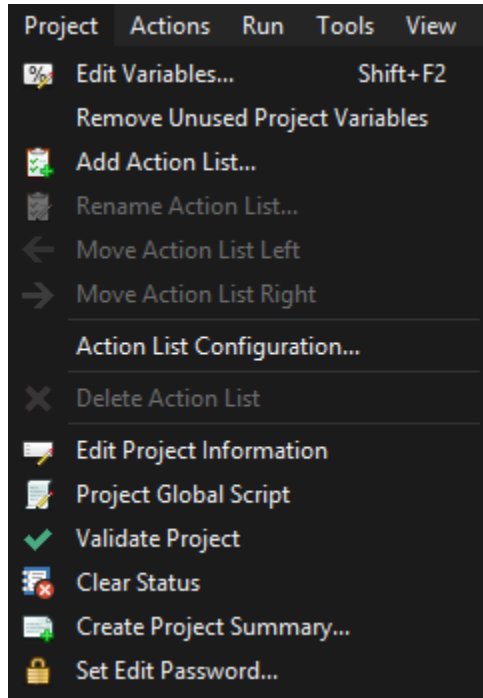 Project Actions Run Tools View
Edit Variables... Shift+F2
Remove Unused Project Variables
Add Action List...
Rename Action List...
Move Action List Left
Move Action List Right
Action List Configuration...
Delete Action List
Edit Project Information
Project Global Script
Validate Project
Clear Status
Create Project Summary...
Set Edit Password...